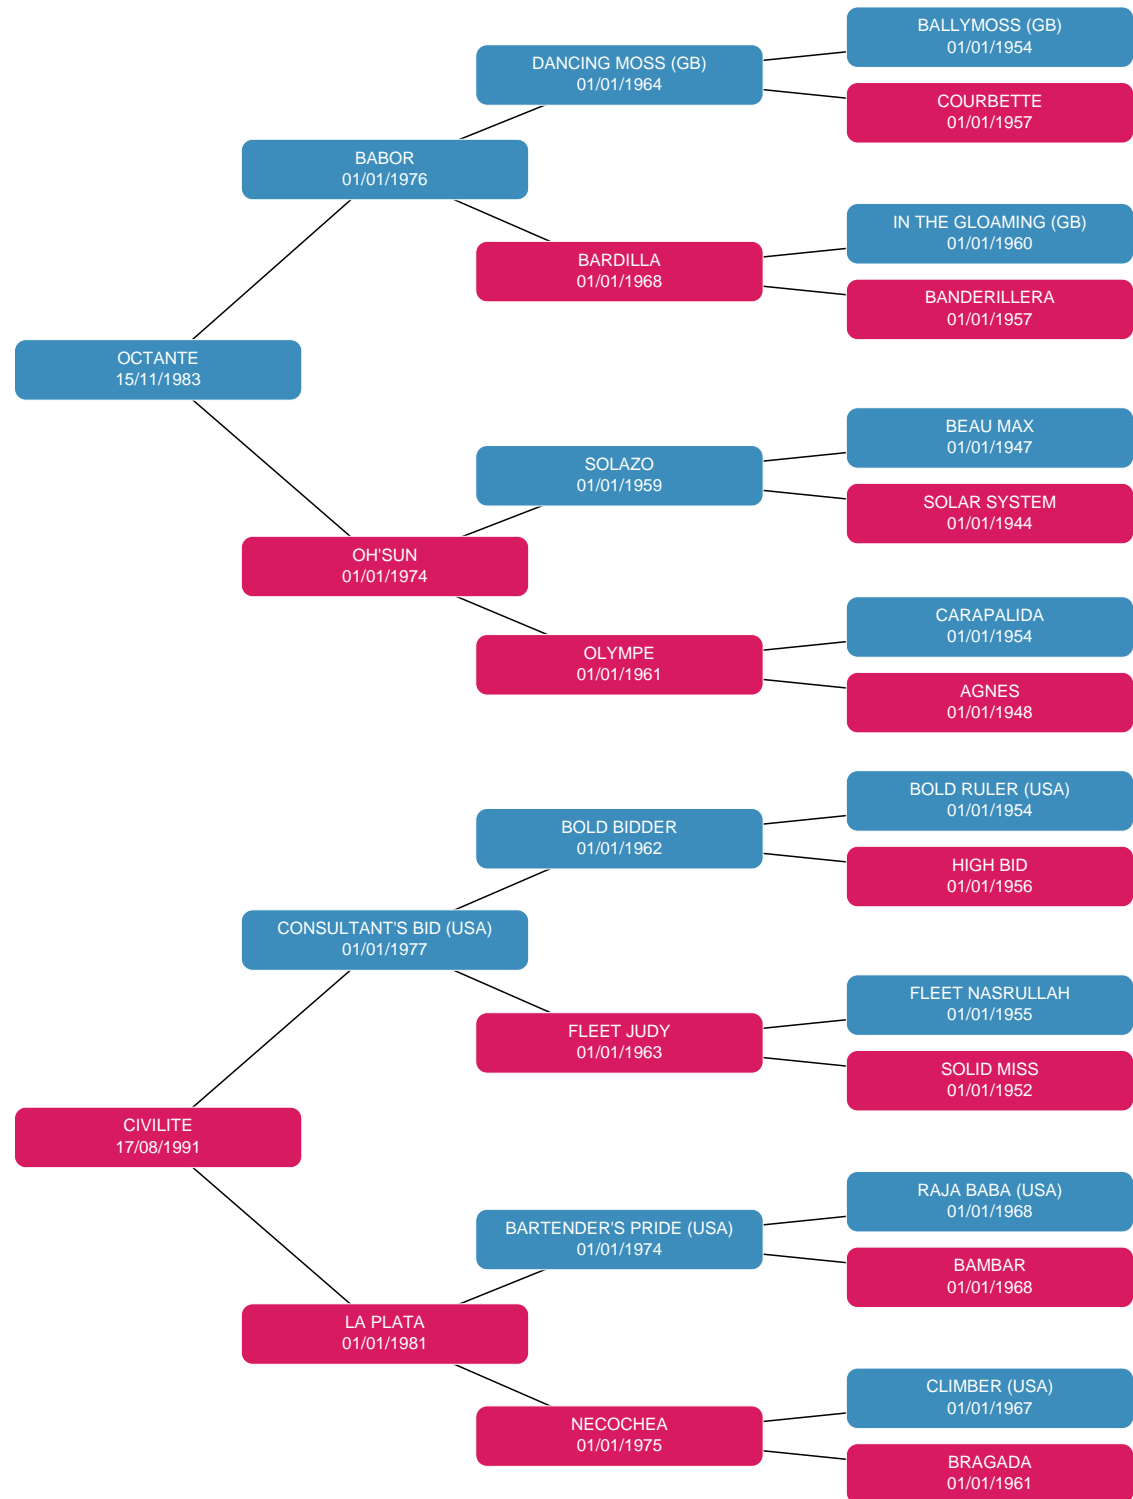 BALLYMOSS (GB)
01/01/1954
DANCING MOSS (GB)
01/01/1964
COURBETTE
01/01/1957
BABOR
01/01/1976
IN THE GLOAMING (GB)
01/01/1960
BARDILLA
01/01/1968
BANDERILLERA
01/01/1957
OCTANTE
15/11/1983
BEAU MAX
01/01/1947
SOLAZO
01/01/1959
SOLAR SYSTEM
01/01/1944
OH'SUN
01/01/1974
CARAPALIDA
01/01/1954
OLYMPE
01/01/1961
AGNES
01/01/1948
BOLD RULER (USA)
01/01/1954
BOLD BIDDER
01/01/1962
HIGH BID
01/01/1956
CONSULTANT'S BID (USA)
01/01/1977
FLEET NASRULLAH
01/01/1955
FLEET JUDY
01/01/1963
SOLID MISS
01/01/1952
CIVILITE
17/08/1991
RAJA BABA (USA)
01/01/1968
BARTENDER'S PRIDE (USA)
01/01/1974
BAMBAR
01/01/1968
LA PLATA
01/01/1981
CLIMBER (USA)
01/01/1967
NECOCHEA
01/01/1975
BRAGADA
01/01/1961